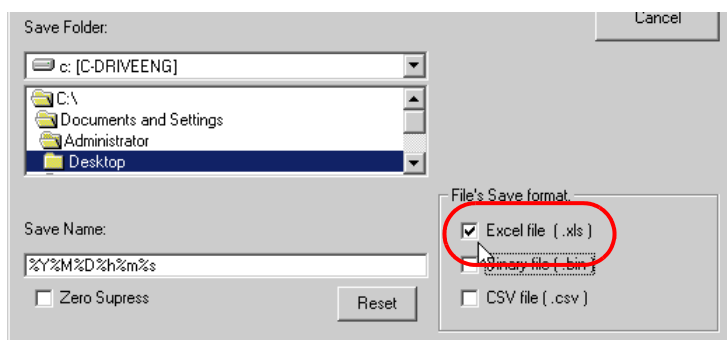 Cancel
Save Folder:
c: [C-DRIVEENG]
C:\
Documents and Settings
Administrator
Desktop
File's Save format.
Save Name:
Excel file ( .xls )
%Y%M%D%h%m%s
Binary file ( .bin )
Zero Supress
Reset
CSV file ( .csv )